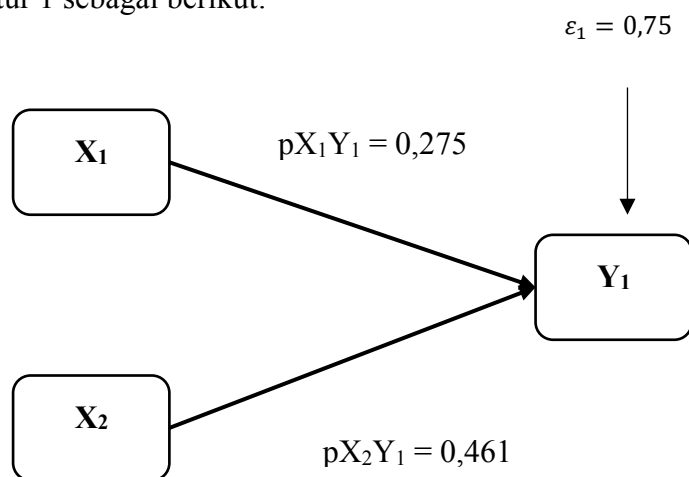 tur 1 sebagai berikut:
𝜀₁ = 0,75
X₁
pX₁Y₁ = 0,275
Y₁
X₂
pX₂Y₁ = 0,461